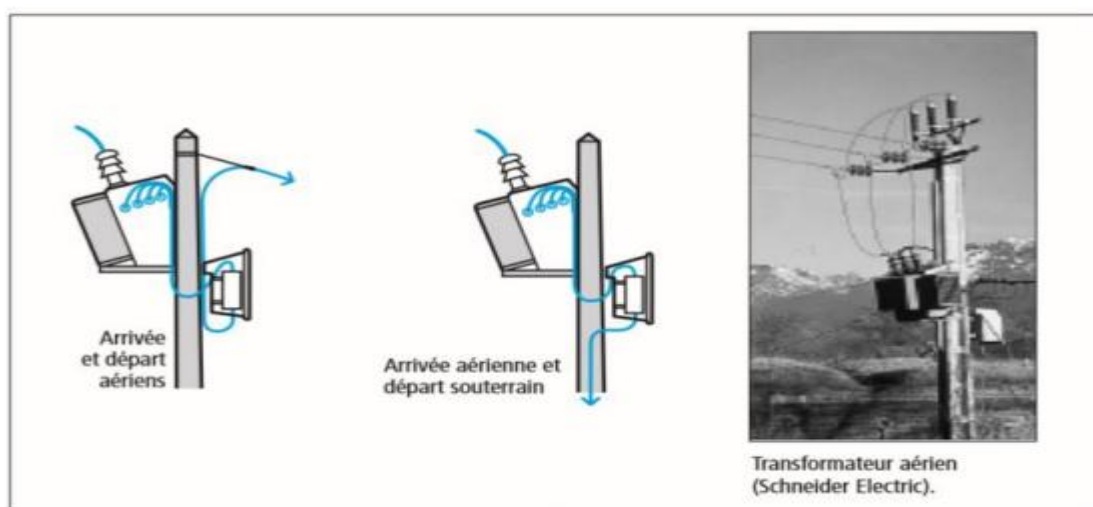 Arrivée
et départ
aériens
Arrivée aérienne et
départ souterrain
Transformateur aérien
(Schneider Electric).